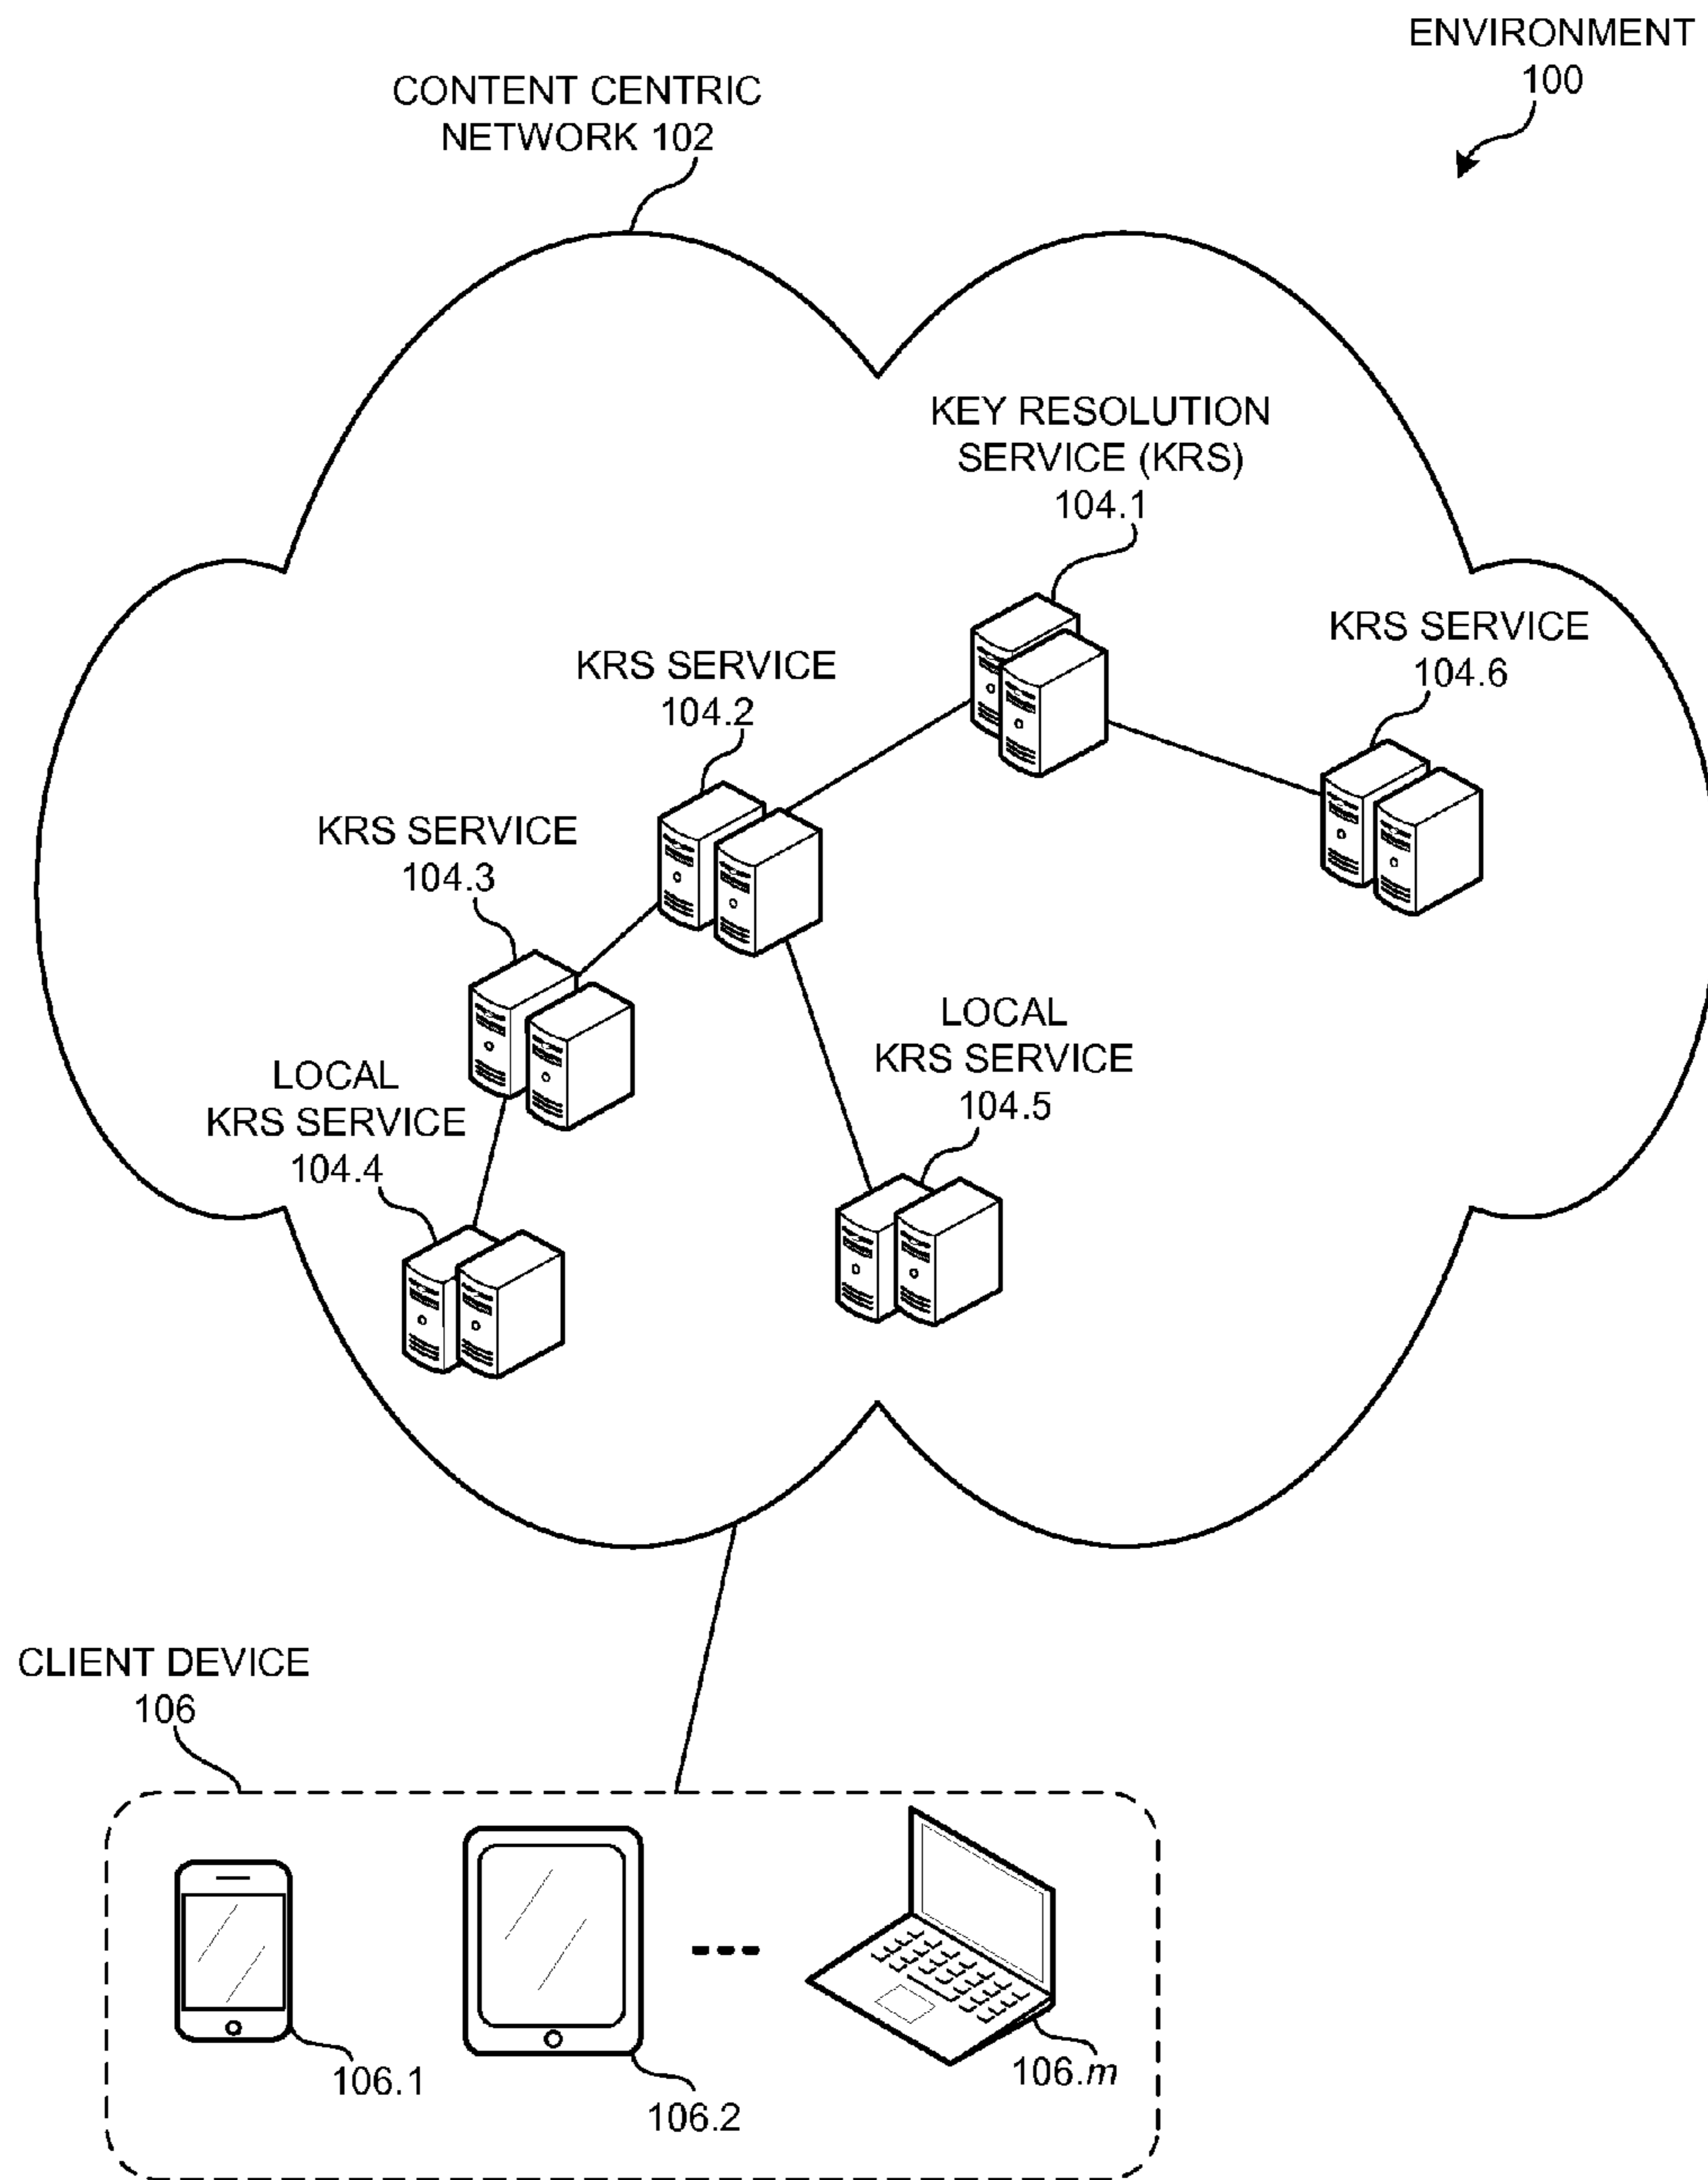 ENVIRONMENT
100
CONTENT CENTRIC
NETWORK 102
KEY RESOLUTION
SERVICE (KRS)
104.1
KRS SERVICE
104.6
KRS SERVICE
104.2
KRS SERVICE
104.3
LOCAL
KRS SERVICE
104.5
LOCAL
KRS SERVICE
104.4
CLIENT DEVICE
106
106.1
106.2
106.m